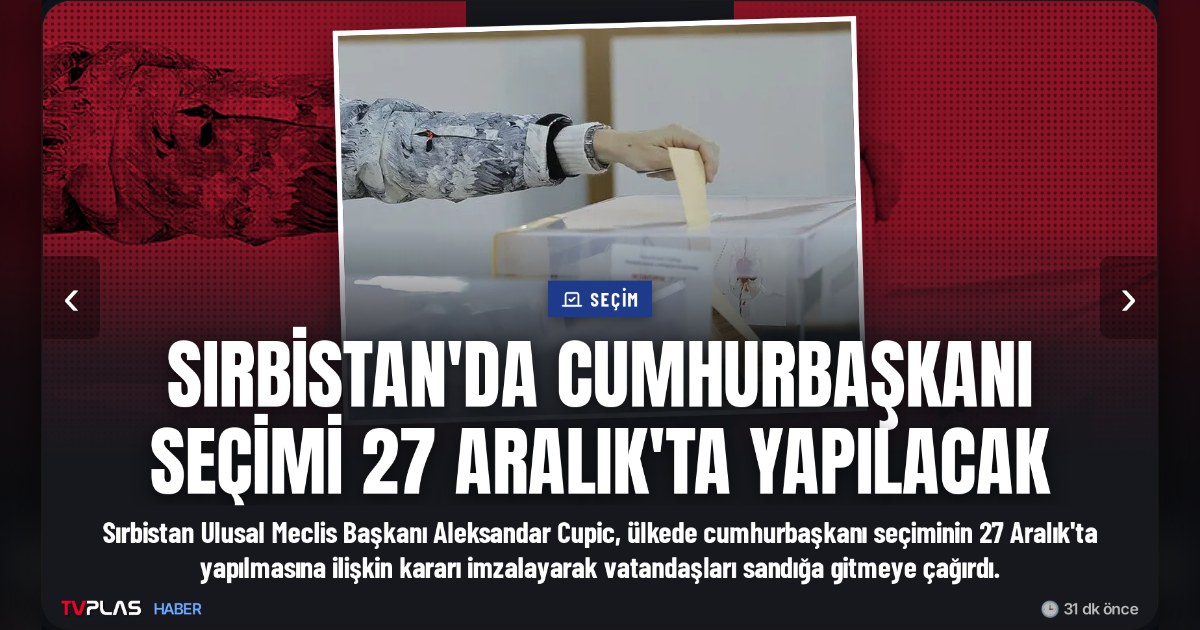 SEÇİM
SIRBİSTAN'DA CUMHURBAŞKANI
SEÇİMİ 27 ARALIK'TA YAPILACAK
Sırbistan Ulusal Meclis Başkanı Aleksandar Cupic, ülkede cumhurbaşkanı seçiminin 27 Aralık'ta
yapılmasına ilişkin kararı imzalayarak vatandaşları sandığa gitmeye çağırdı.
TVPLAS HABER
31 dk önce